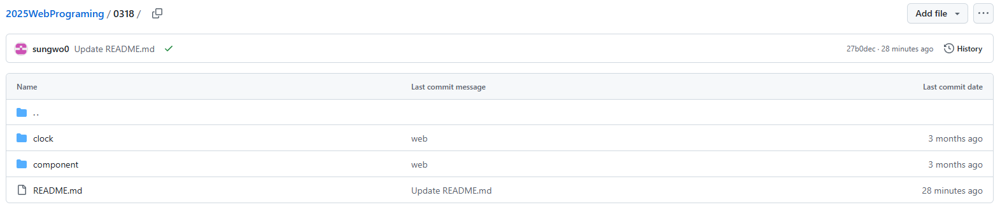 2025WebPrograming / 0318 / Add file ...
sungwo0 Update README.md 27b0dec · 28 minutes ago History
Name Last commit message Last commit date
..
clock web 3 months ago
component web 3 months ago
README.md Update README.md 28 minutes ago